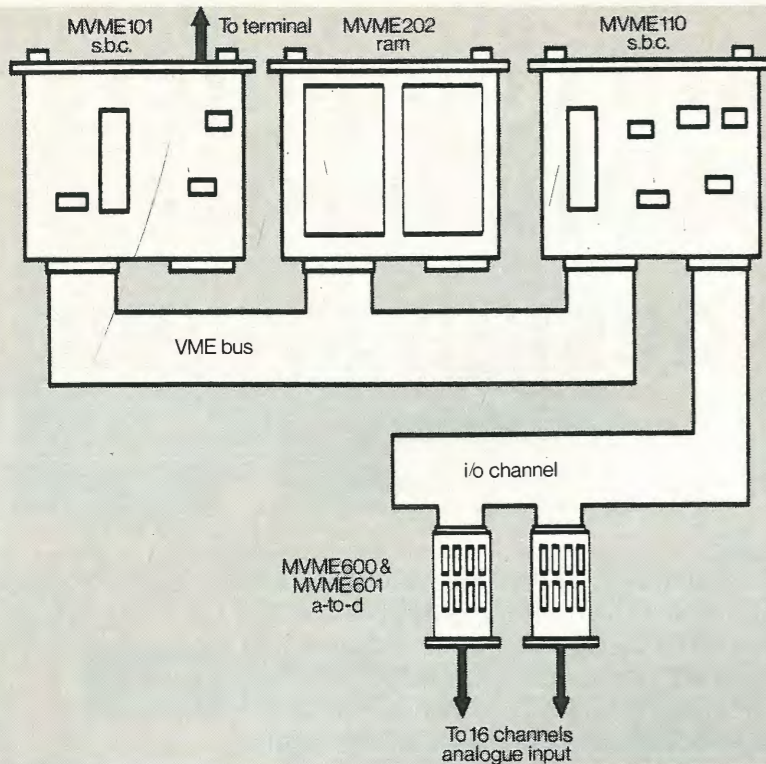 MVME101
s.b.c.
To terminal
MVME202
ram
MVME110
s.b.c.
VME bus
i/o channel
MVME600 &
MVME601
a-to-d
To 16 channels
analogue input